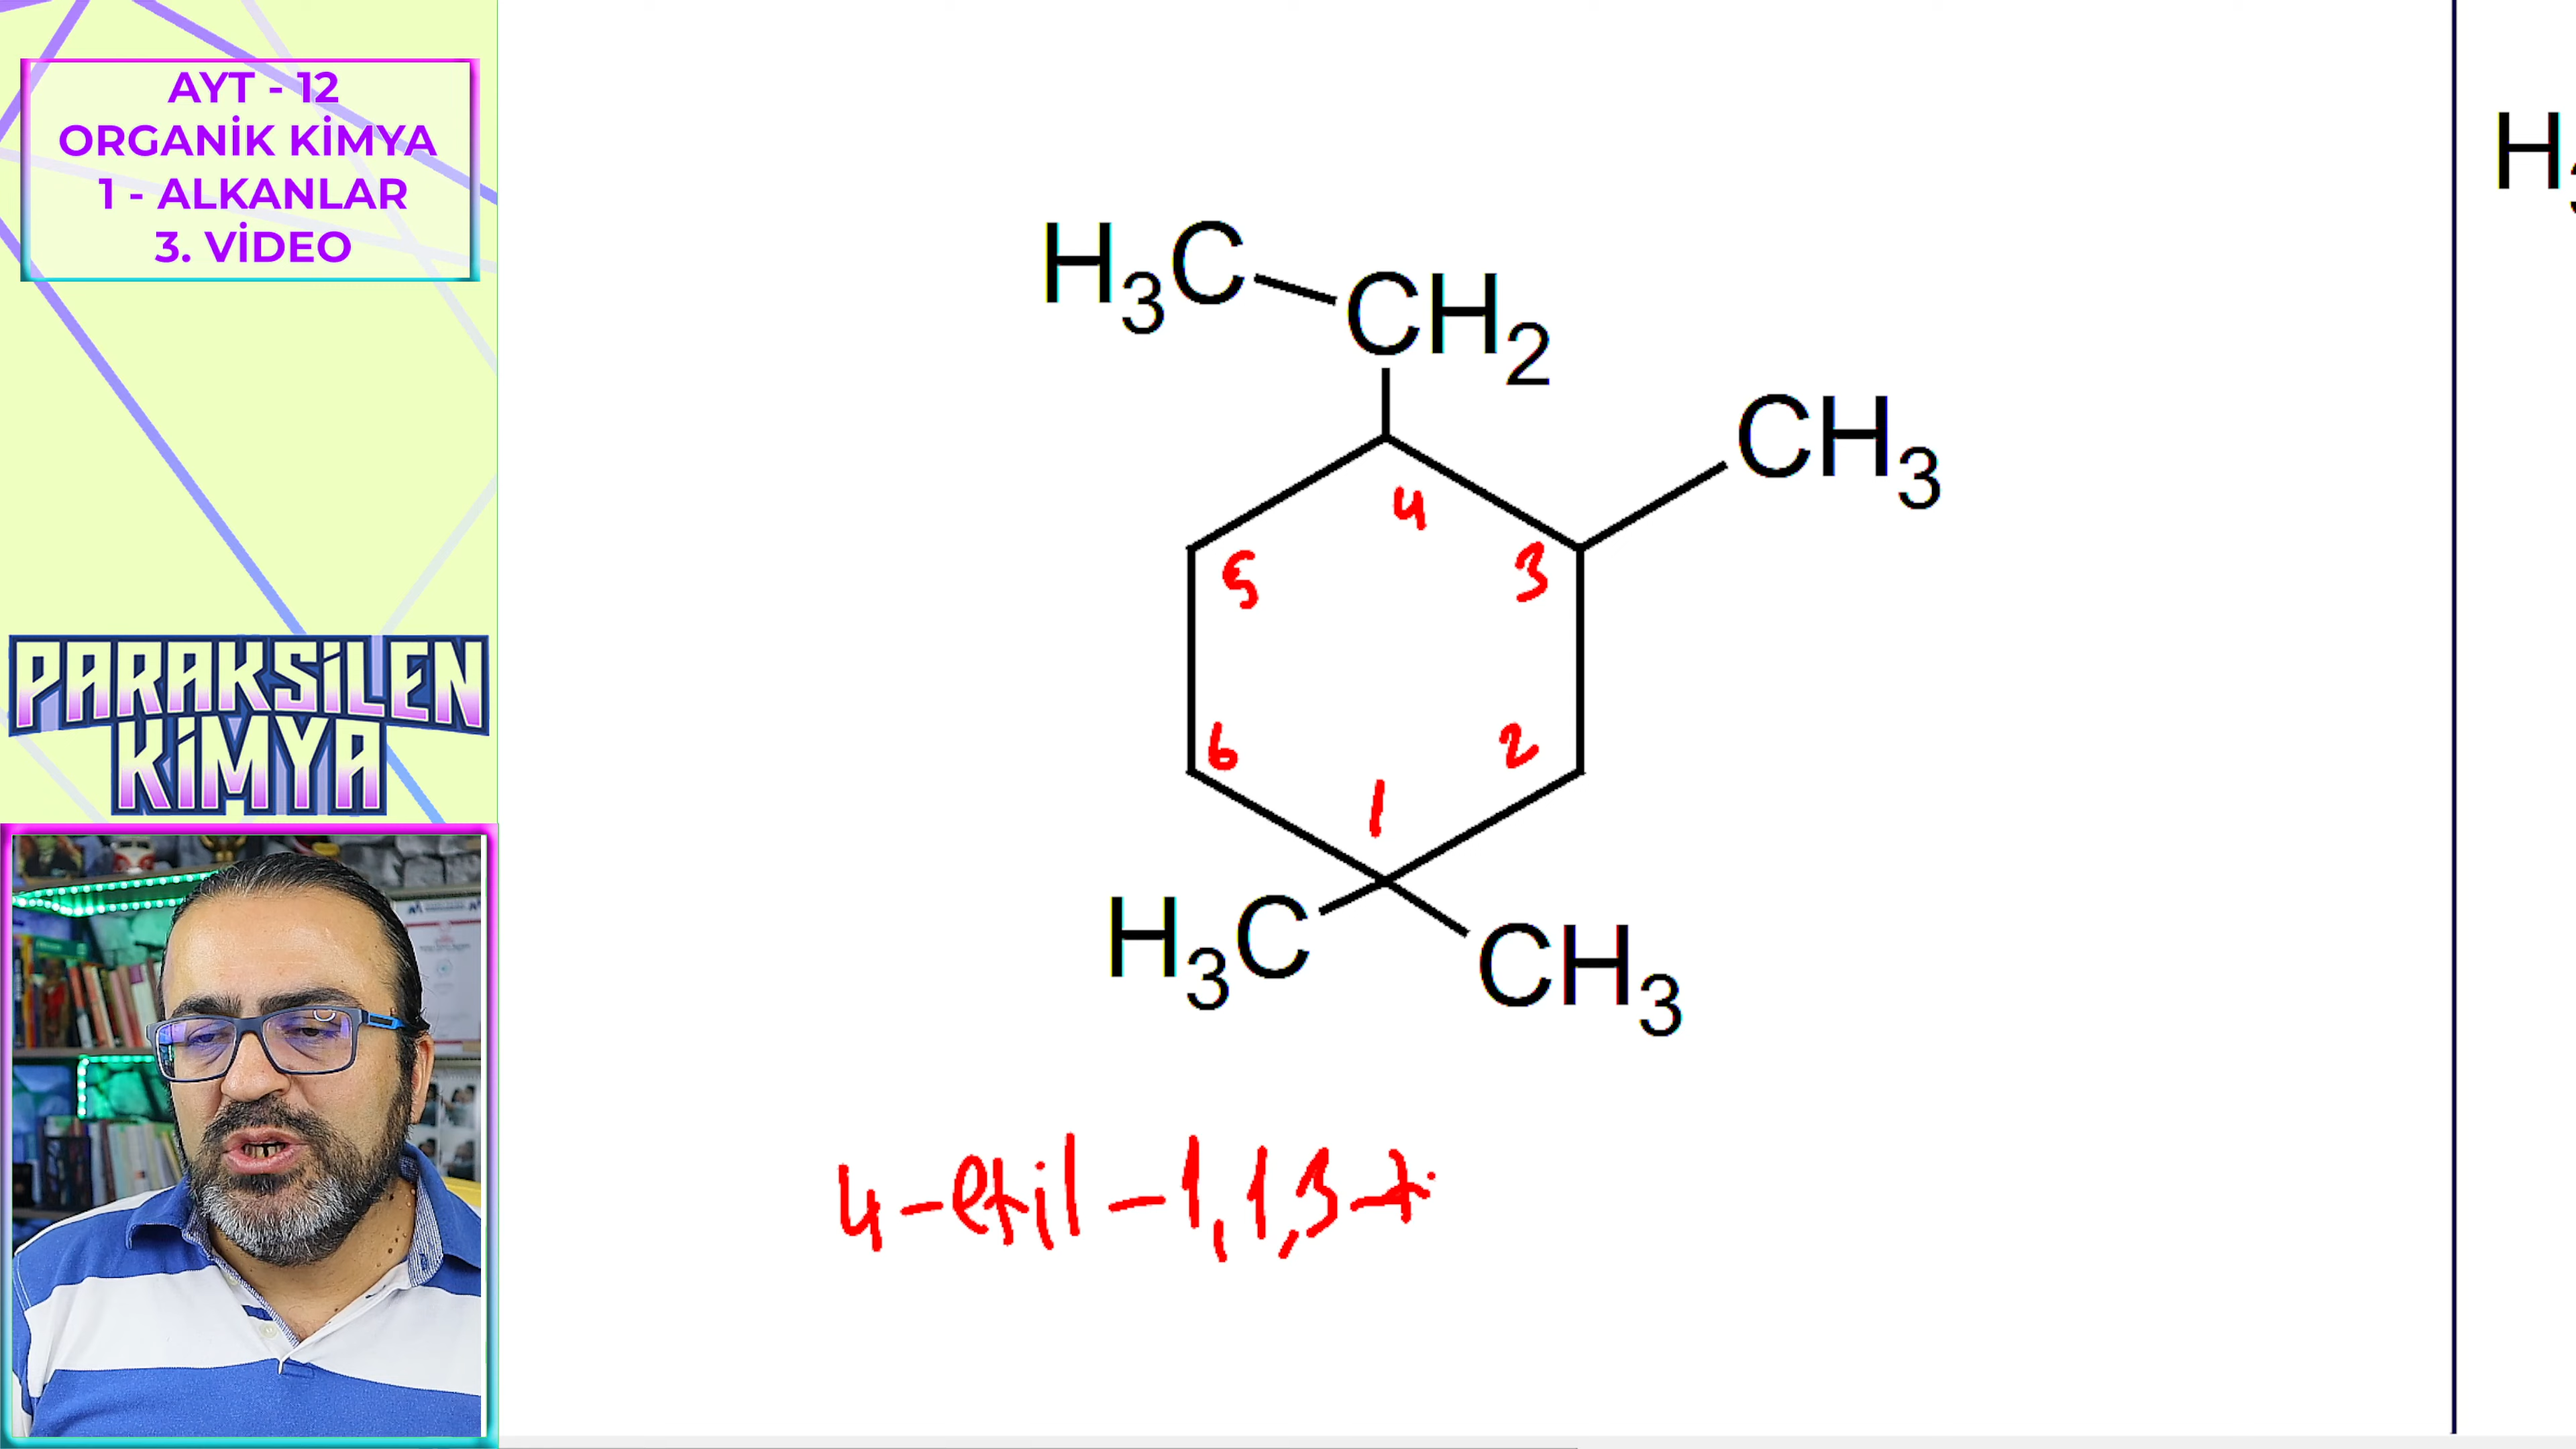 AYT - 12
ORGANİK KİMYA
1 - ALKANLAR
3. VİDEO
PARAKSİLEN
KİMYA
H₃C
CH₂
CH₃
4
3
5
6
2
1
H₃C
CH₃
4-etil-1,1,3-t